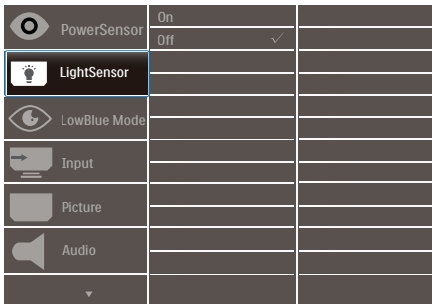 PowerSensor
On
Off ✓
LightSensor
LowBlue Mode
Input
Picture
Audio